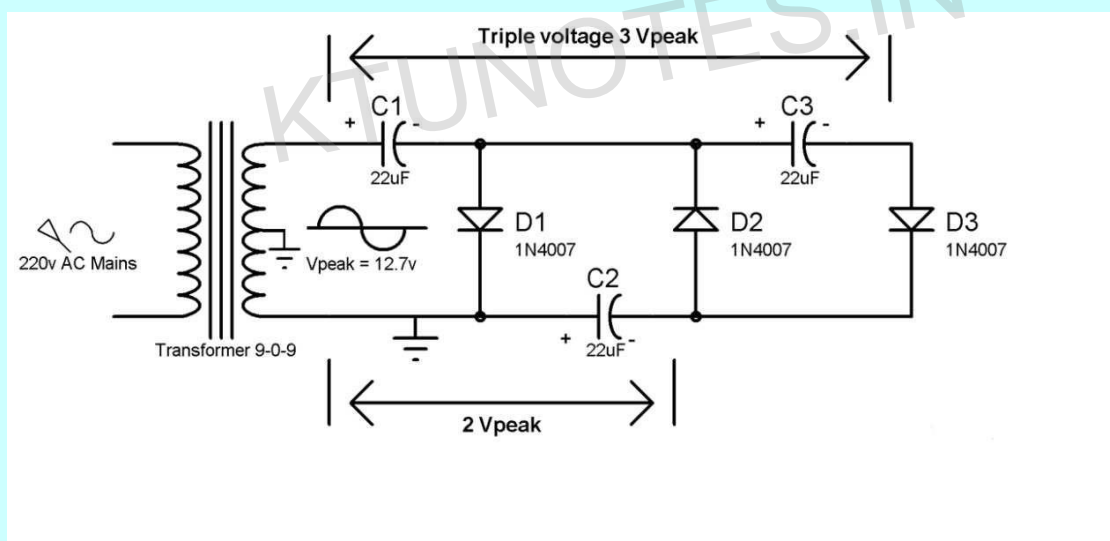 KTUNOTES.IN
Triple voltage 3 Vpeak
+ C1 -
22uF
+ C3 -
22uF
220v AC Mains
Vpeak = 12.7v
D1
1N4007
D2
1N4007
D3
1N4007
C2
+ 22uF -
Transformer 9-0-9
2 Vpeak